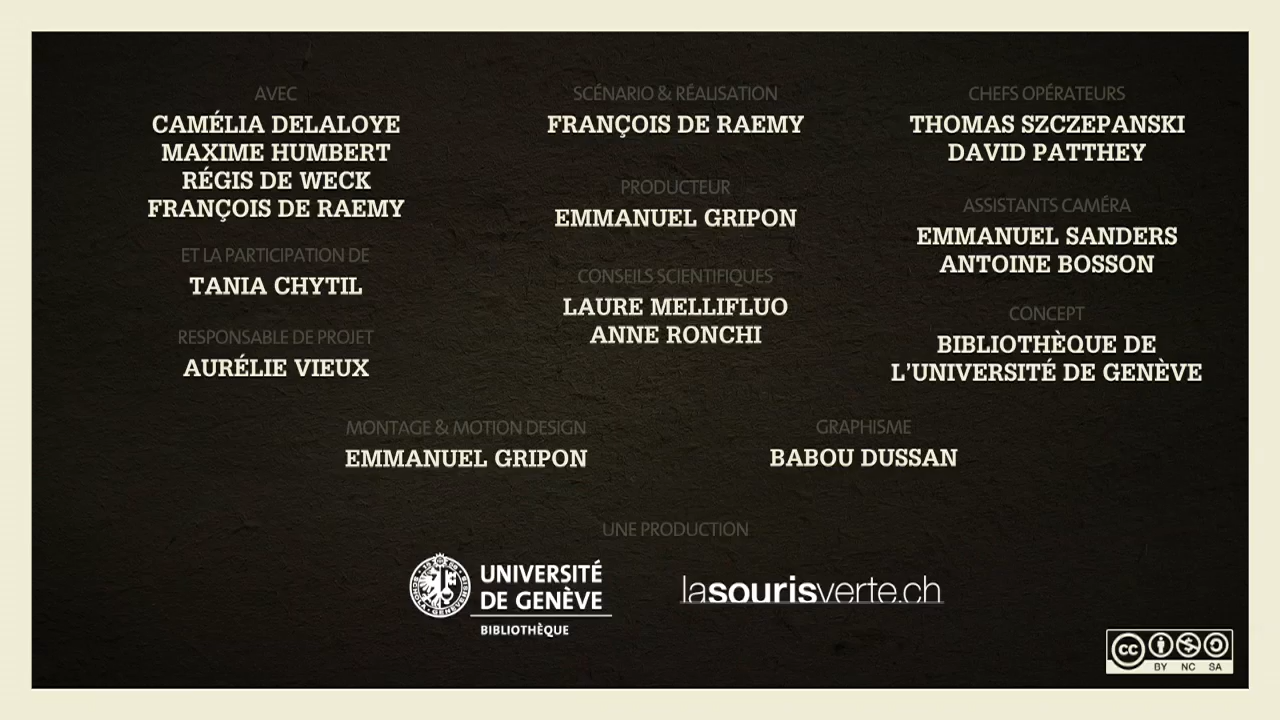 AVEC
CAMÉLIA DELALOYE
MAXIME HUMBERT
RÉGIS DE WECK
FRANÇOIS DE RAEMY
ET LA PARTICIPATION DE
TANIA CHYTIL
RESPONSABLE DE PROJET
AURÉLIE VIEUX
SCÉNARIO & RÉALISATION
FRANÇOIS DE RAEMY
PRODUCTEUR
EMMANUEL GRIPON
CONSEILS SCIENTIFIQUES
LAURE MELLIFLUO
ANNE RONCHI
CHEFS OPÉRATEURS
THOMAS SZCZEPANSKI
DAVID PATTHEY
ASSISTANTS CAMÉRA
EMMANUEL SANDERS
ANTOINE BOSSON
CONCEPT
BIBLIOTHÈQUE DE
L'UNIVERSITÉ DE GENÈVE
MONTAGE & MOTION DESIGN
EMMANUEL GRIPON
GRAPHISME
BABOU DUSSAN
UNE PRODUCTION
UNIVERSITÉ
DE GENÈVE
BIBLIOTHÈQUE
lasourisverte.ch
cc
BY NC SA